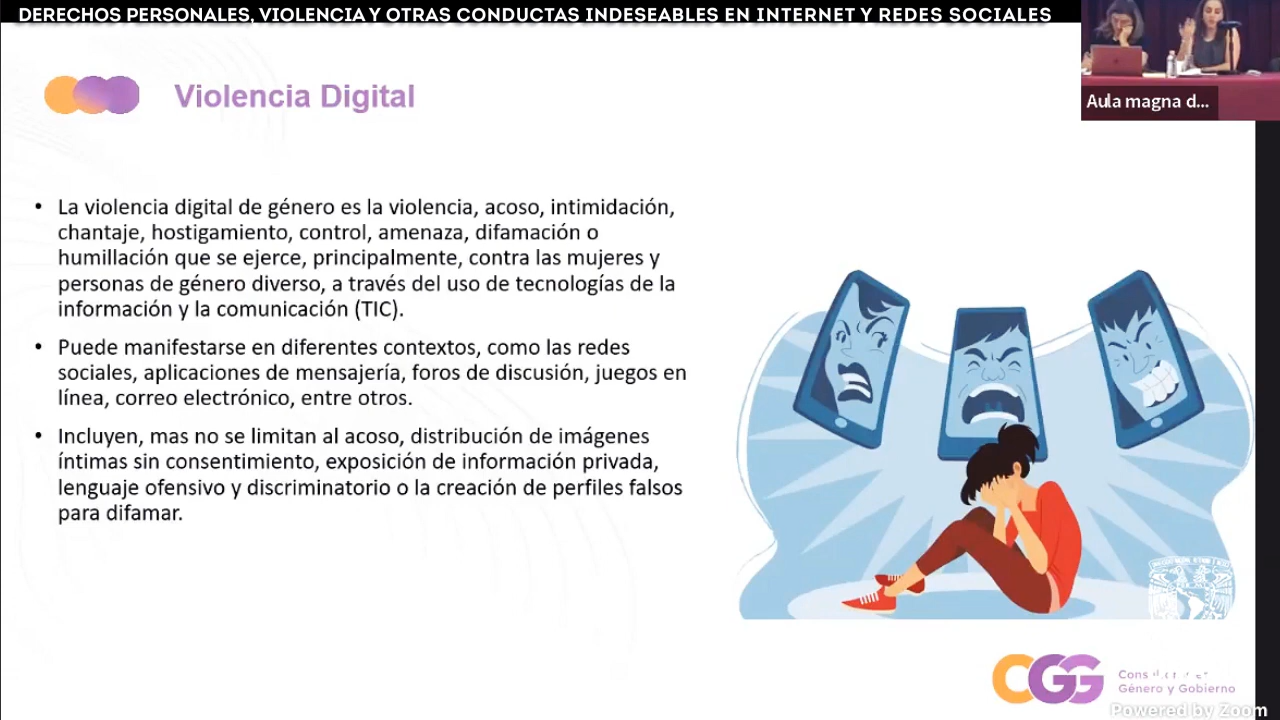 DERECHOS PERSONALES, VIOLENCIA Y OTRAS CONDUCTAS INDESEABLES EN INTERNET Y REDES SOCIALES
Aula magna d...
Violencia Digital
• La violencia digital de género es la violencia, acoso, intimidación,
chantaje, hostigamiento, control, amenaza, difamación o
humillación que se ejerce, principalmente, contra las mujeres y
personas de género diverso, a través del uso de tecnologías de la
información y la comunicación (TIC).
• Puede manifestarse en diferentes contextos, como las redes
sociales, aplicaciones de mensajería, foros de discusión, juegos en
línea, correo electrónico, entre otros.
• Incluyen, mas no se limitan al acoso, distribución de imágenes
íntimas sin consentimiento, exposición de información privada,
lenguaje ofensivo y discriminatorio o la creación de perfiles falsos
para difamar.
CGG
Género y Gobierno
Powered by Zoom